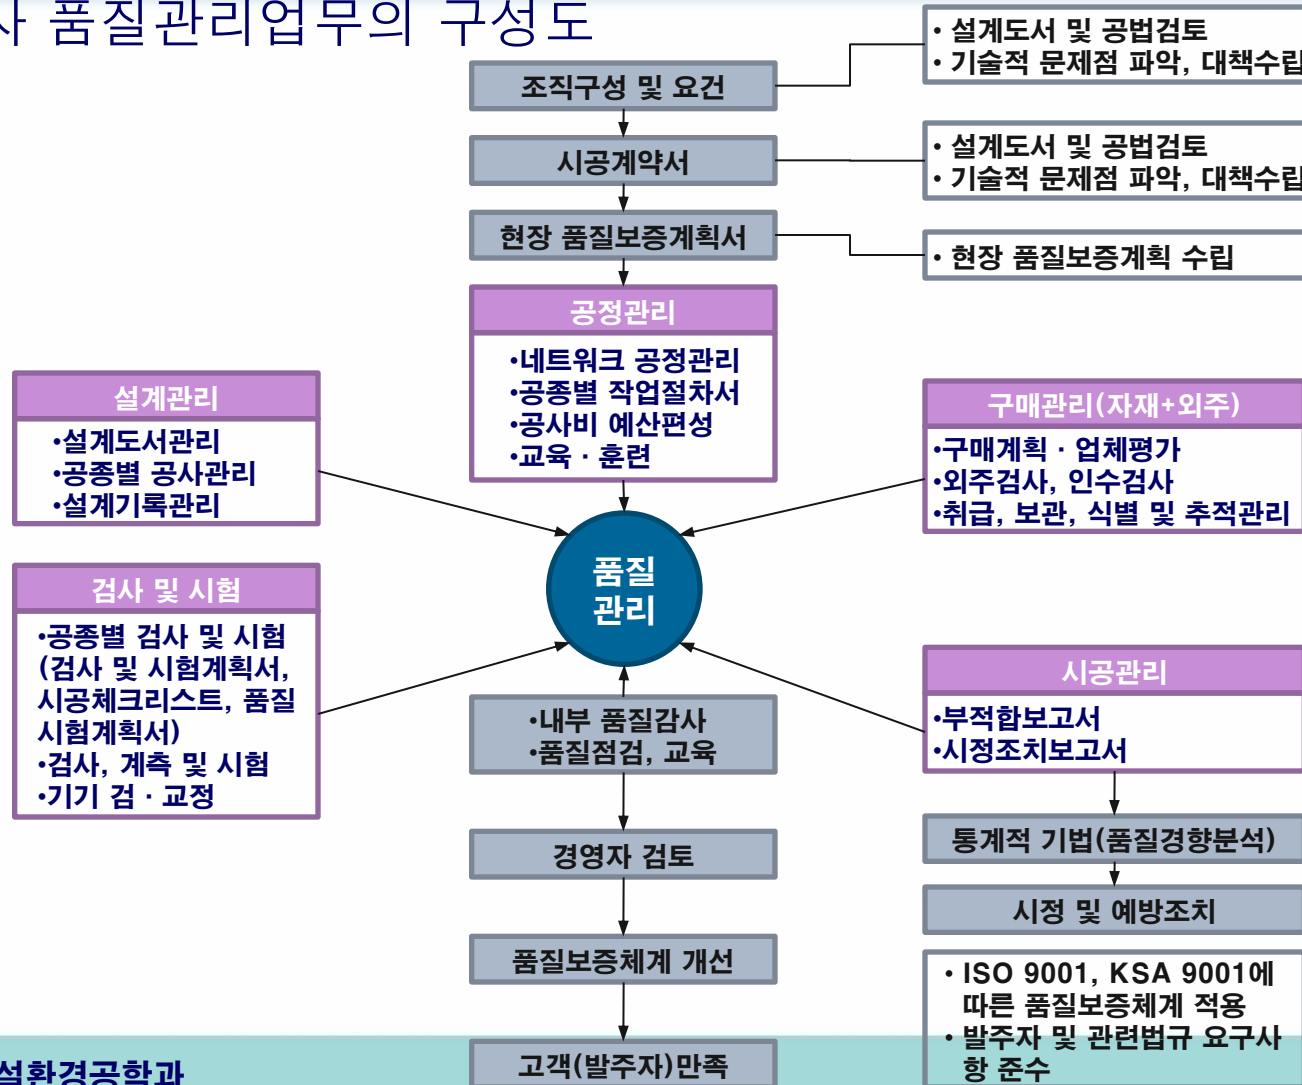 품질관리업무의 구성도
조직구성 및 요건
• 설계도서 및 공법검토
• 기술적 문제점 파악, 대책수립
시공계약서
• 설계도서 및 공법검토
• 기술적 문제점 파악, 대책수립
현장 품질보증계획서
• 현장 품질보증계획 수립
공정관리
•네트워크 공정관리
•공종별 작업절차서
•공사비 예산편성
•교육 · 훈련
설계관리
•설계도서관리
•공종별 공사관리
•설계기록관리
구매관리(자재+외주)
•구매계획 · 업체평가
•외주검사, 인수검사
•취급, 보관, 식별 및 추적관리
품질
관리
검사 및 시험
•공종별 검사 및 시험
(검사 및 시험계획서,
시공체크리스트, 품질
시험계획서)
•검사, 계측 및 시험
•기기 검 · 교정
시공관리
•부적합보고서
•시정조치보고서
•내부 품질감사
•품질점검, 교육
통계적 기법(품질경향분석)
경영자 검토
시정 및 예방조치
품질보증체계 개선
• ISO 9001, KSA 9001에
따른 품질보증체계 적용
• 발주자 및 관련법규 요구사
항 준수
고객(발주자)만족
설환경공학과